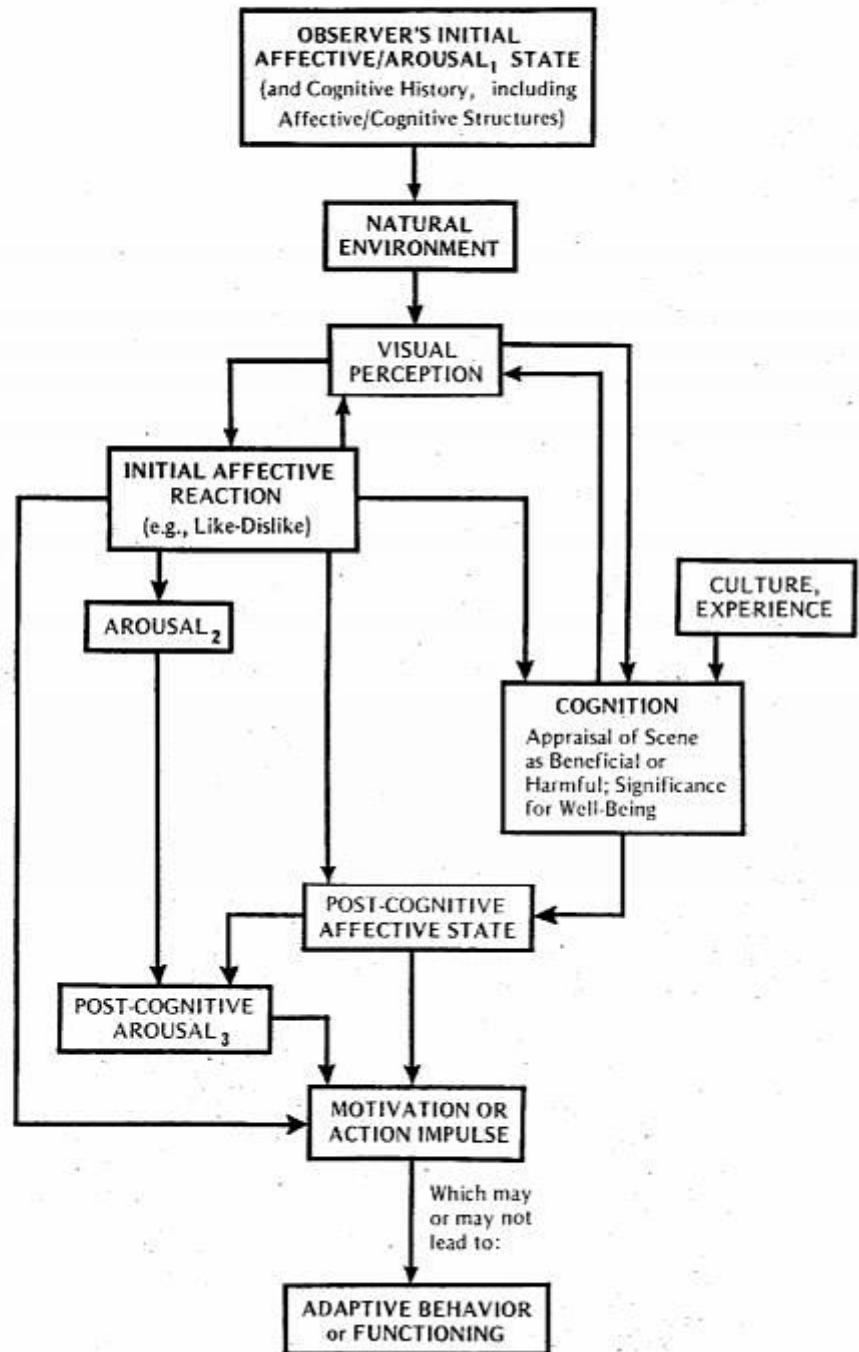 OBSERVER'S INITIAL
AFFECTIVE/AROUSAL₁ STATE
(and Cognitive History, including
Affective/Cognitive Structures)
NATURAL
ENVIRONMENT
VISUAL
PERCEPTION
INITIAL AFFECTIVE
REACTION
(e.g., Like-Dislike)
CULTURE,
EXPERIENCE
AROUSAL₂
COGNITION
Appraisal of Scene
as Beneficial or
Harmful; Significance
for Well-Being
POST-COGNITIVE
AFFECTIVE STATE
POST-COGNITIVE
AROUSAL₃
MOTIVATION OR
ACTION IMPULSE
Which may
or may not
lead to:
ADAPTIVE BEHAVIOR
or FUNCTIONING